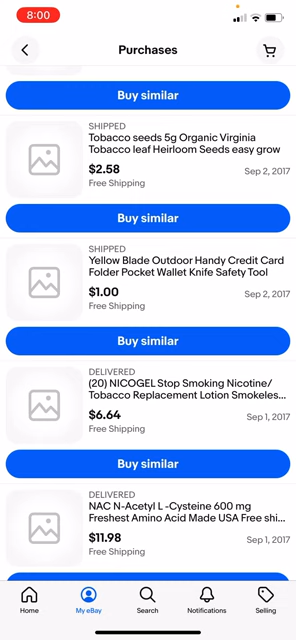 8:00
Purchases
Buy similar
SHIPPED
Tobacco seeds 5g Organic Virginia
Tobacco leaf Heirloom Seeds easy grow
$2.58
Sep 2, 2017
Free Shipping
Buy similar
SHIPPED
Yellow Blade Outdoor Handy Credit Card
Folder Pocket Wallet Knife Safety Tool
$1.00
Sep 2, 2017
Free Shipping
Buy similar
DELIVERED
(20) NICOGEL Stop Smoking Nicotine/
Tobacco Replacement Lotion Smokeles...
$6.64
Sep 1, 2017
Free Shipping
Buy similar
DELIVERED
NAC N-Acetyl L -Cysteine 600 mg
Freshest Amino Acid Made USA Free shi...
$11.98
Sep 1, 2017
Free Shipping
Home
My eBay
Search
Notifications
Selling